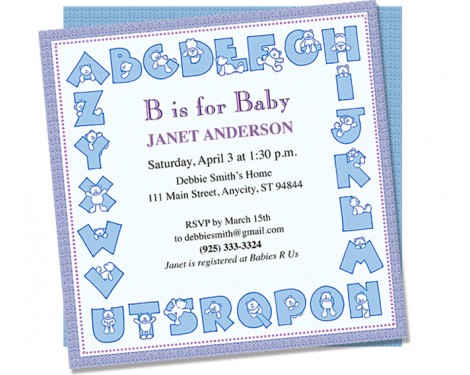 ABCDEFGH
I
J
K
L
M
UTSRQPON
Z
Y
X
W
V
B is for Baby
JANET ANDERSON
Saturday, April 3 at 1:30 p.m.
Debbie Smith's Home
111 Main Street, Anycity, ST 94844
RSVP by March 15th
to debbiesmith@gmail.com
(925) 333-3324
Janet is registered at Babies R Us